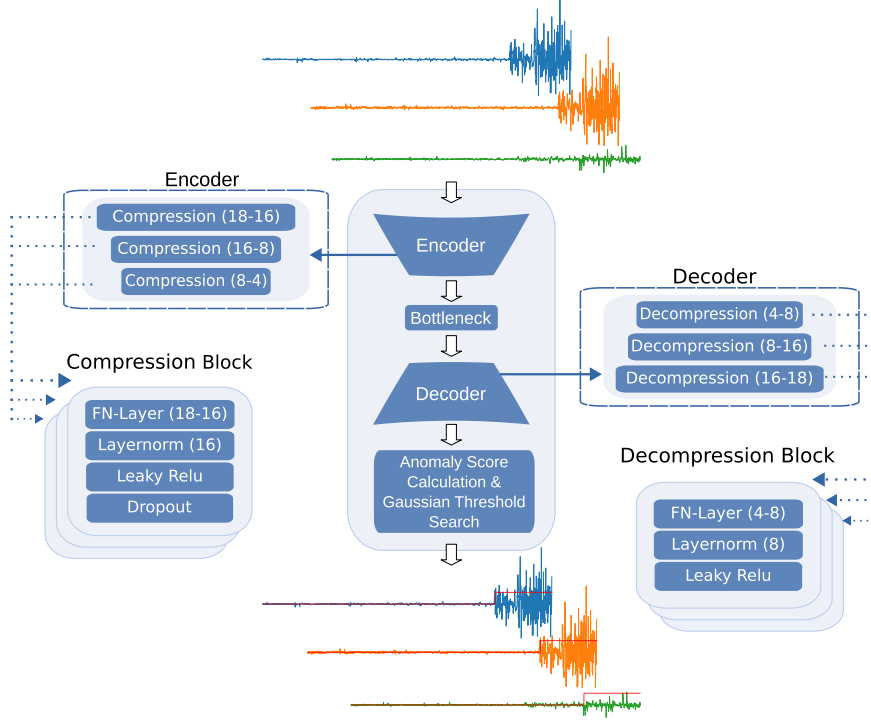 Encoder
Compression (18-16)
Compression (16-8)
Compression (8-4)
Compression Block
FN-Layer (18-16)
Layernorm (16)
Leaky Relu
Dropout
Encoder
Bottleneck
Decoder
Anomaly Score
Calculation &
Gaussian Threshold
Search
Decoder
Decompression (4-8)
Decompression (8-16)
Decompression (16-18)
Decompression Block
FN-Layer (4-8)
Layernorm (8)
Leaky Relu